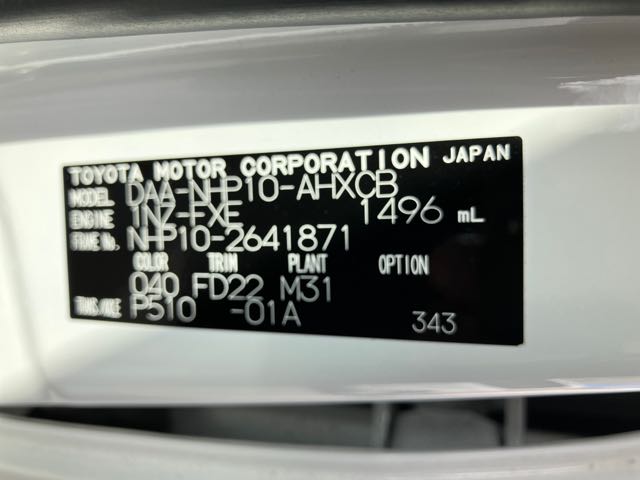 TOYOTA MOTOR CORPORATION JAPAN
MODEL DAA-NHP10-AHXCB
ENGINE 1NZ-FXE 1496 mL
FRAME No. NHP10-2641871
COLOR TRIM PLANT OPTION
040 FD22 M31
TRANS/AXLE P510 -01A 343